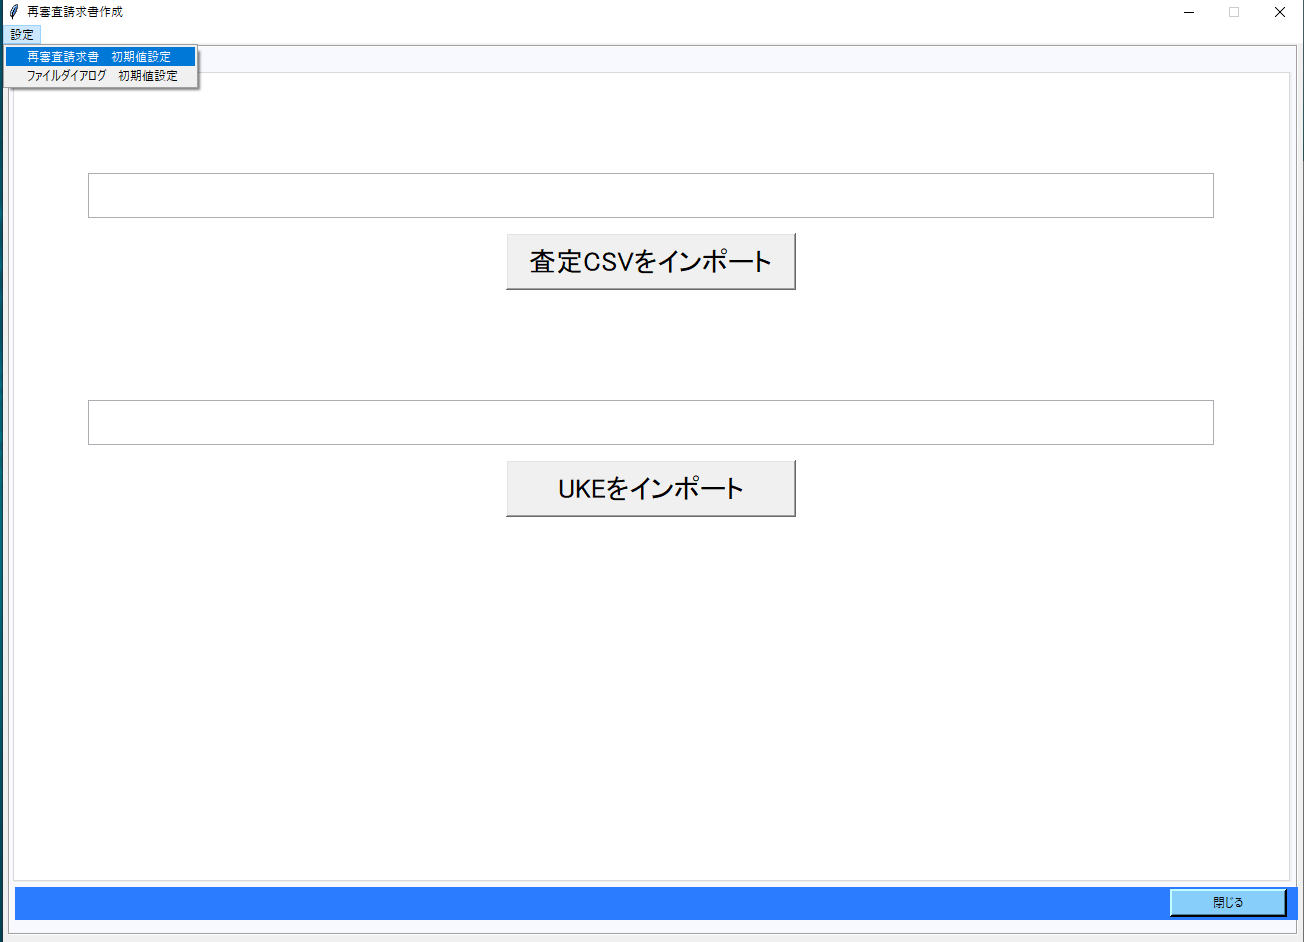 再審査請求書作成
設定
再審査請求書　初期値設定
ファイルダイアログ　初期値設定
査定CSVをインポート
UKEをインポート
閉じる